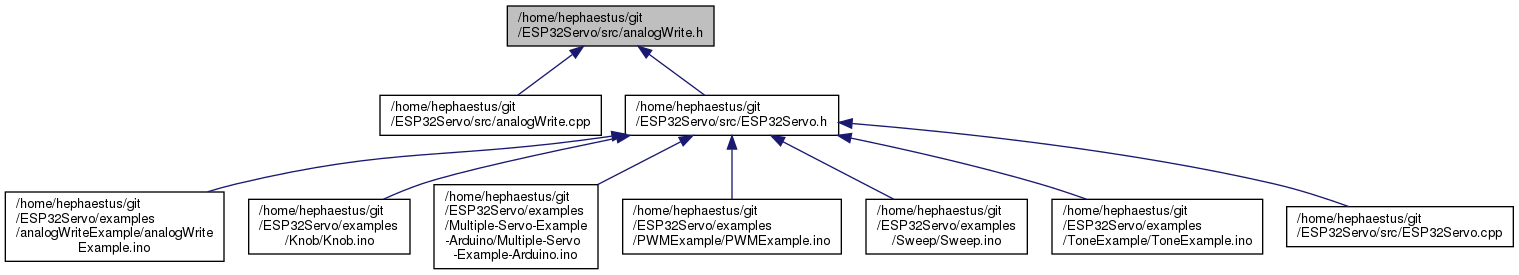 /home/hephaestus/git
/ESP32Servo/src/analogWrite.h
/home/hephaestus/git
/ESP32Servo/src/analogWrite.cpp
/home/hephaestus/git
/ESP32Servo/src/ESP32Servo.h
/home/hephaestus/git
/ESP32Servo/examples
/analogWriteExample/analogWrite
Example.ino
/home/hephaestus/git
/ESP32Servo/examples
/Knob/Knob.ino
/home/hephaestus/git
/ESP32Servo/examples
/Multiple-Servo-Example
-Arduino/Multiple-Servo
-Example-Arduino.ino
/home/hephaestus/git
/ESP32Servo/examples
/PWMExample/PWMExample.ino
/home/hephaestus/git
/ESP32Servo/examples
/Sweep/Sweep.ino
/home/hephaestus/git
/ESP32Servo/examples
/ToneExample/ToneExample.ino
/home/hephaestus/git
/ESP32Servo/src/ESP32Servo.cpp